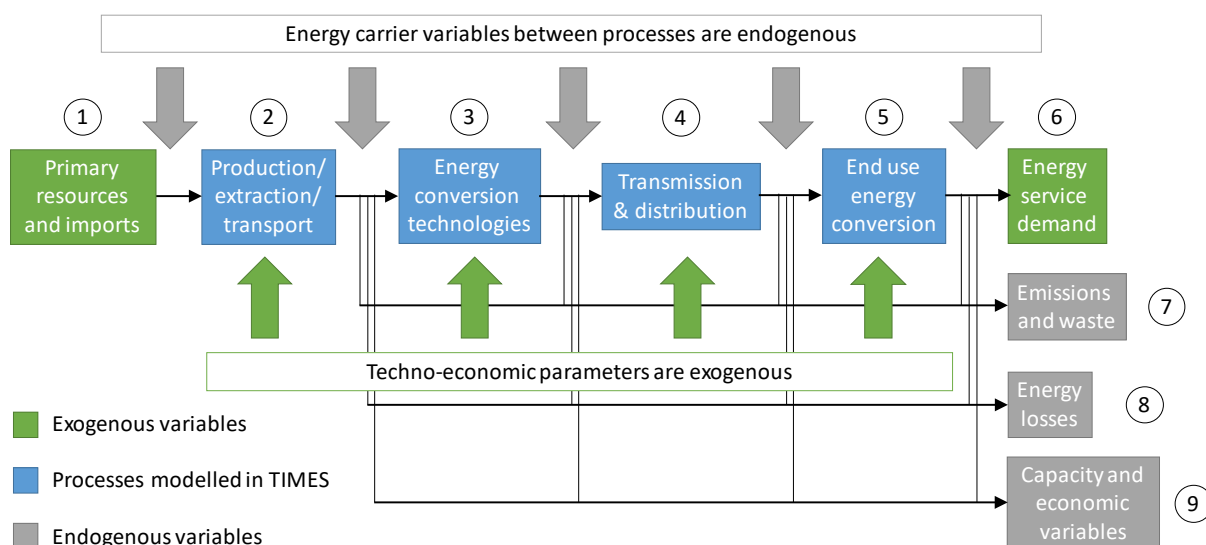 Energy carrier variables between processes are endogenous
1
2
3
4
5
6
Primary
resources
and imports
Production/
extraction/
transport
Energy
conversion
technologies
Transmission
& distribution
End use
energy
conversion
Energy
service
demand
Emissions
and waste
7
Techno-economic parameters are exogenous
Energy
losses
8
Capacity and
economic
variables
9
Exogenous variables
Processes modelled in TIMES
Endogenous variables